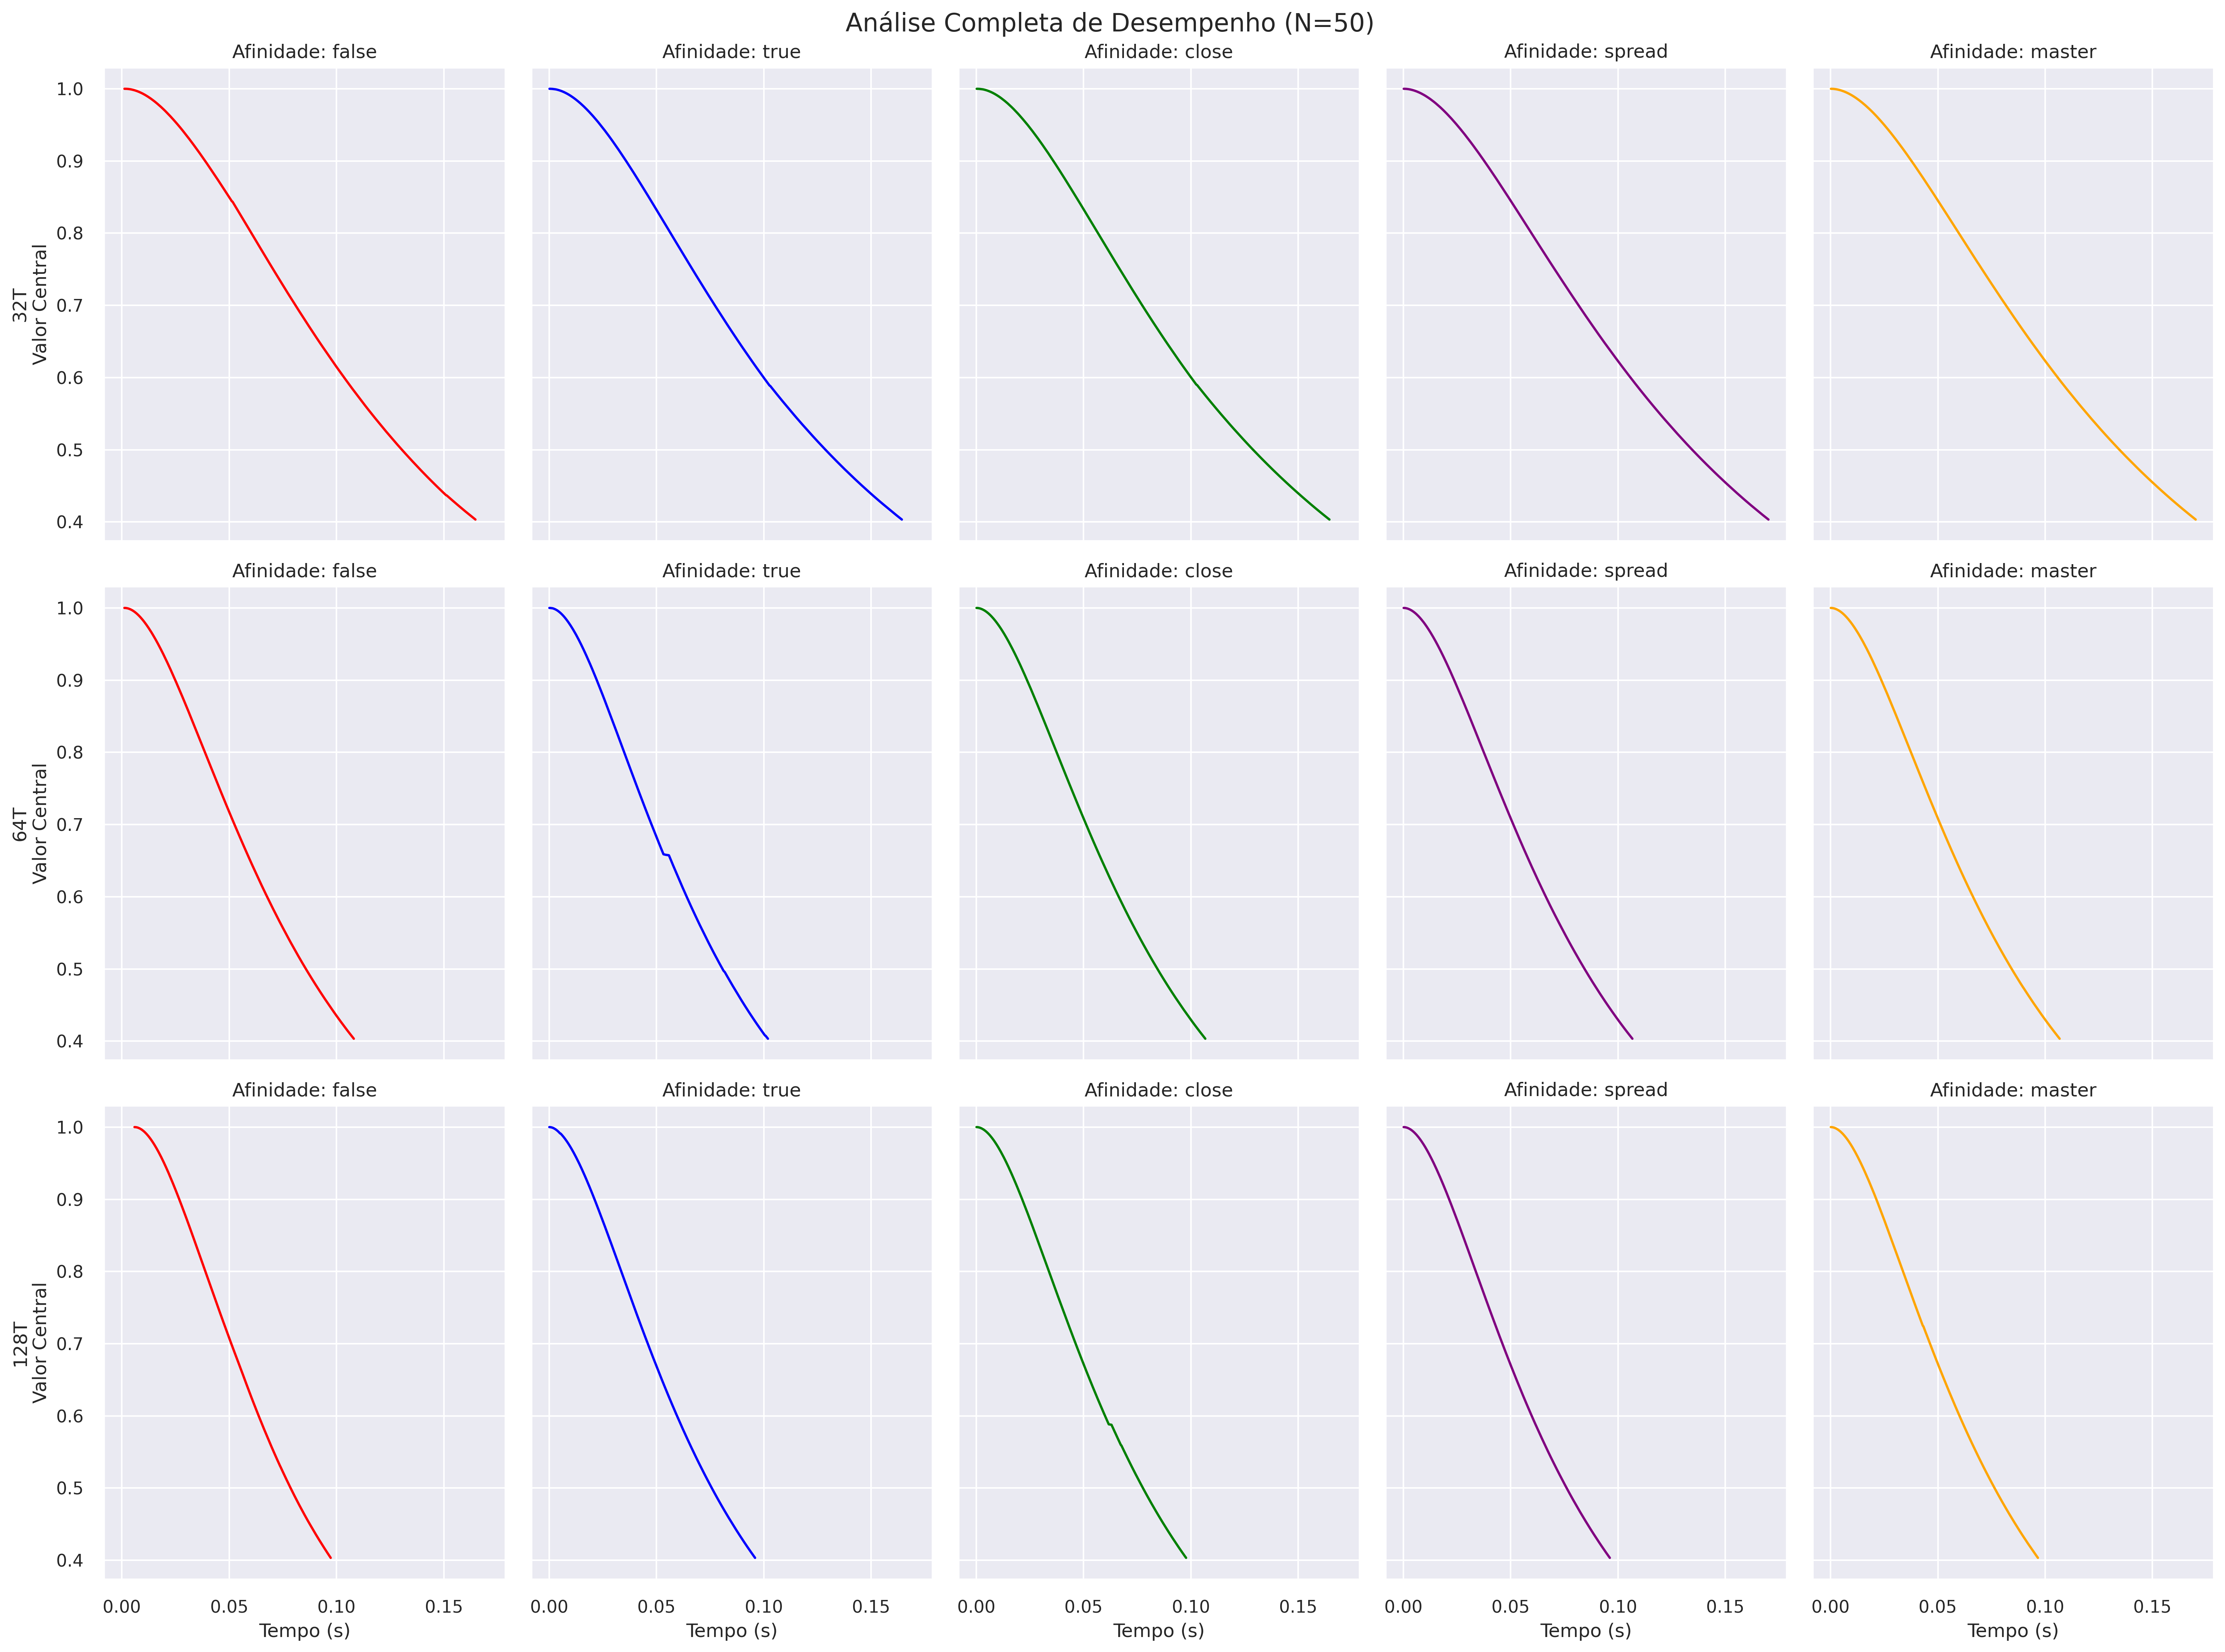 Análise Completa de Desempenho (N=50)
Afinidade: false
Afinidade: true
Afinidade: close
Afinidade: spread
Afinidade: master
32T
Valor Central
1.0
0.9
0.8
0.7
0.6
0.5
0.4
Afinidade: false
Afinidade: true
Afinidade: close
Afinidade: spread
Afinidade: master
64T
Valor Central
1.0
0.9
0.8
0.7
0.6
0.5
0.4
Afinidade: false
Afinidade: true
Afinidade: close
Afinidade: spread
Afinidade: master
128T
Valor Central
1.0
0.9
0.8
0.7
0.6
0.5
0.4
0.00 0.05 0.10 0.15
Tempo (s)
0.00 0.05 0.10 0.15
Tempo (s)
0.00 0.05 0.10 0.15
Tempo (s)
0.00 0.05 0.10 0.15
Tempo (s)
0.00 0.05 0.10 0.15
Tempo (s)